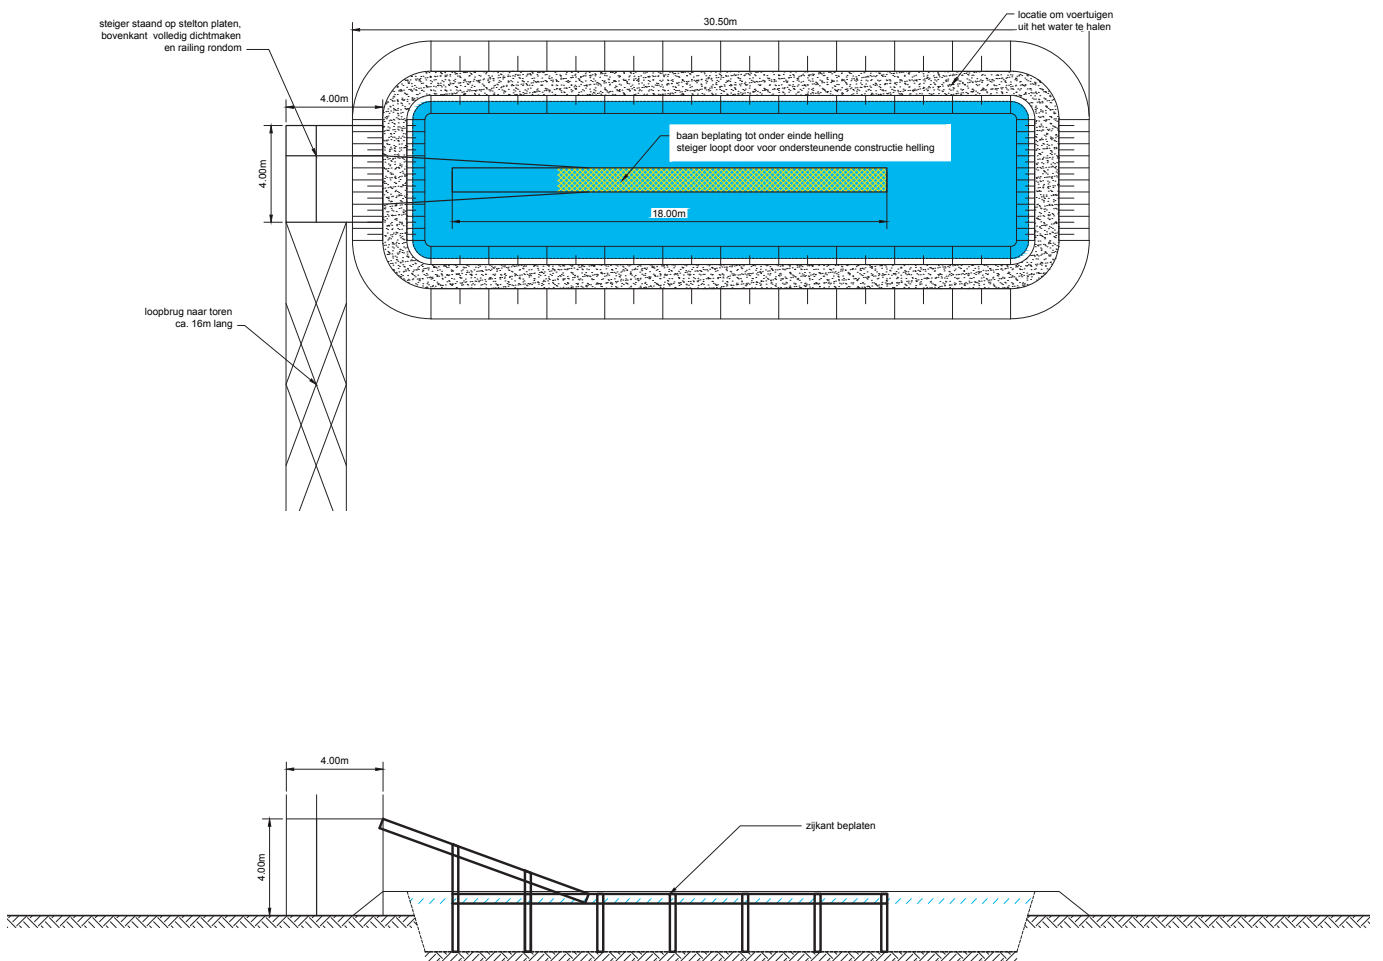 steiger staand op stelton platen,
bovenkant volledig dichtmaken
en railing rondom
30.50m
locatie om voertuigen
uit het water te halen
4.00m
4.00m
baan beplating tot onder einde helling
steiger loopt door voor ondersteunende constructie helling
18.00m
loopbrug naar toren
ca. 16m lang
4.00m
4.00m
zijkant beplaten